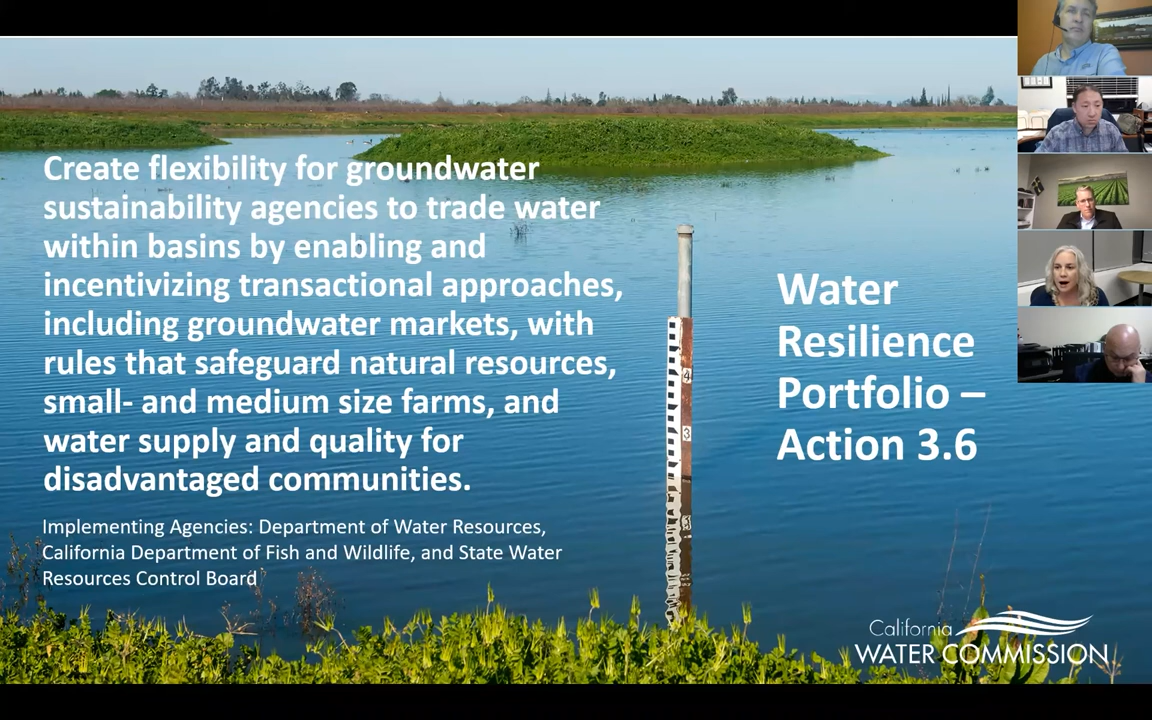 Create flexibility for groundwater
sustainability agencies to trade water
within basins by enabling and
incentivizing transactional approaches,
including groundwater markets, with
rules that safeguard natural resources,
small- and medium size farms, and
water supply and quality for
disadvantaged communities.
Implementing Agencies: Department of Water Resources,
California Department of Fish and Wildlife, and State Water
Resources Control Board
Water
Resilience
Portfolio –
Action 3.6
4
3
California
WATER COMMISSION